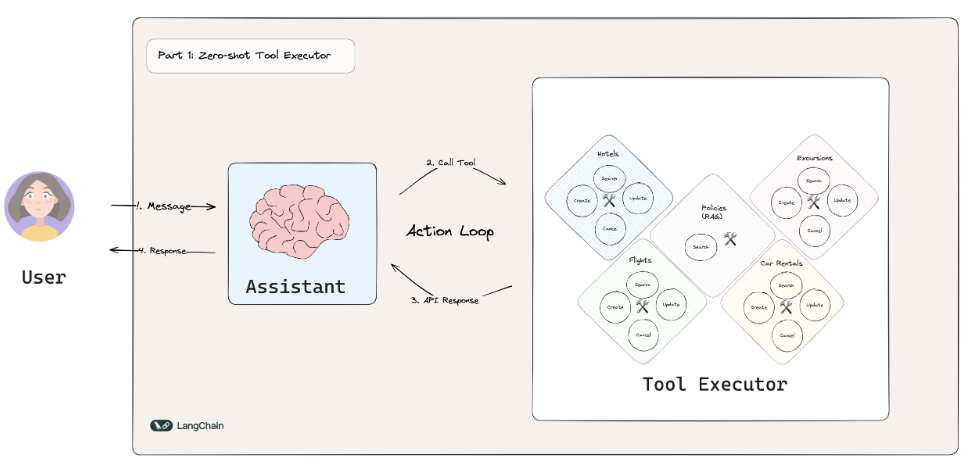 Part 1: Zero-shot Tool Executor
1. Message
4. Response
User
Assistant
2. Call Tool
Action Loop
3. API Response
Hotels
Search
Create
Update
Cancel
Excursions
Search
Create
Update
Cancel
Policies
(RAG)
Search
Flights
Search
Create
Update
Cancel
Car Rentals
Search
Create
Update
Cancel
Tool Executor
LangChain